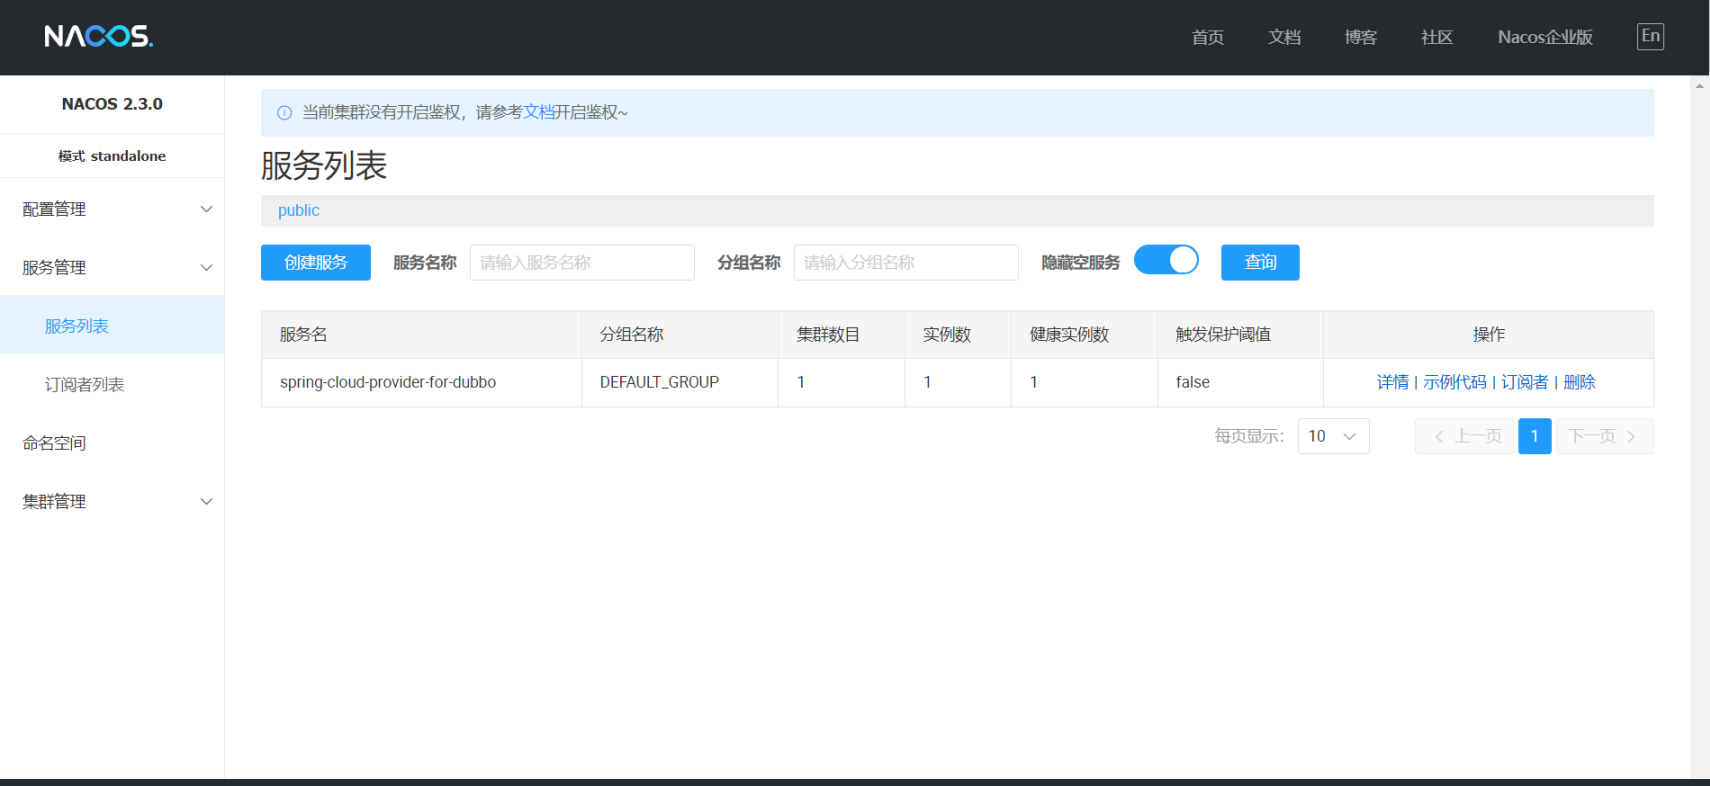 NACOS.
首页 文档 博客 社区 Nacos企业版 En
NACOS 2.3.0
模式 standalone
配置管理
服务管理
服务列表
订阅者列表
命名空间
集群管理
当前集群没有开启鉴权，请参考文档开启鉴权~
服务列表
public
创建服务 服务名称 请输入服务名称 分组名称 请输入分组名称 隐藏空服务 查询
服务名 分组名称 集群数目 实例数 健康实例数 触发保护阈值 操作
spring-cloud-provider-for-dubbo DEFAULT_GROUP 1 1 1 false 详情 | 示例代码 | 订阅者 | 删除
每页显示： 10 上一页 1 下一页